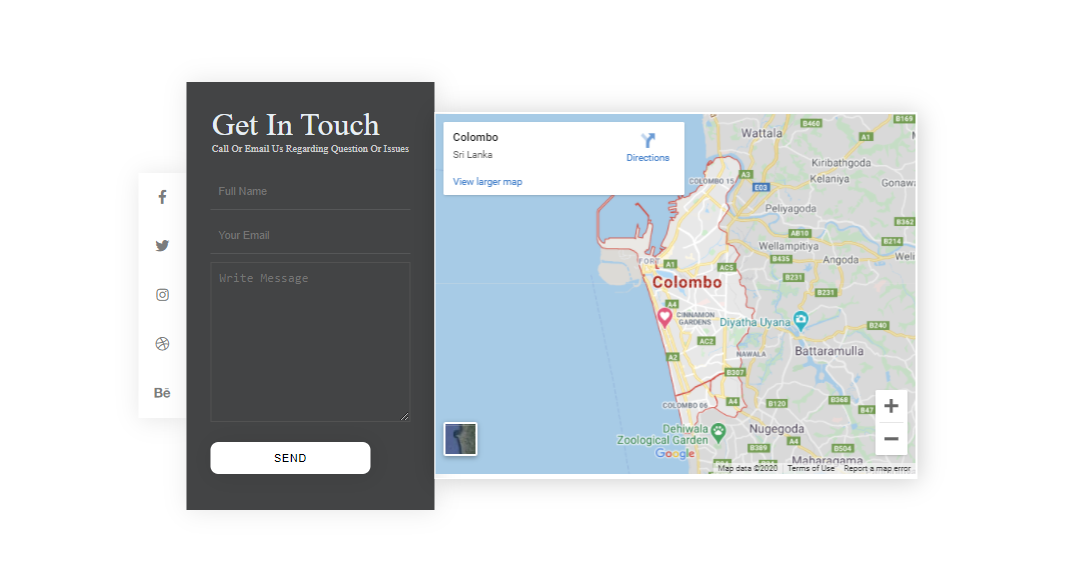 Get In Touch
Call Or Email Us Regarding Question Or Issues
Full Name
Your Email
Write Message
SEND
Bē
Colombo
Sri Lanka
Directions
View larger map
B460
B169
Wattala
A1
Kiribathgoda
A3
COLOMBO 15
E03
Kelaniya
Gonawa
Peliyagoda
B362
AB10
B214
Wellampitiya
B435
Angoda
FORT
A1
AC5
B231
Colombo
B231
A4
CINNAMON
GARDENS
Diyatha Uyana
B240
AC2
NAWALA
Battaramulla
A2
B307
COLOMBO 06
A4
B120
B368
B47
Dehiwala
Zoological Garden
Nugegoda
A4
B389
B504
Google
Maharagama
Map data ©2020
Terms of Use
Report a map error